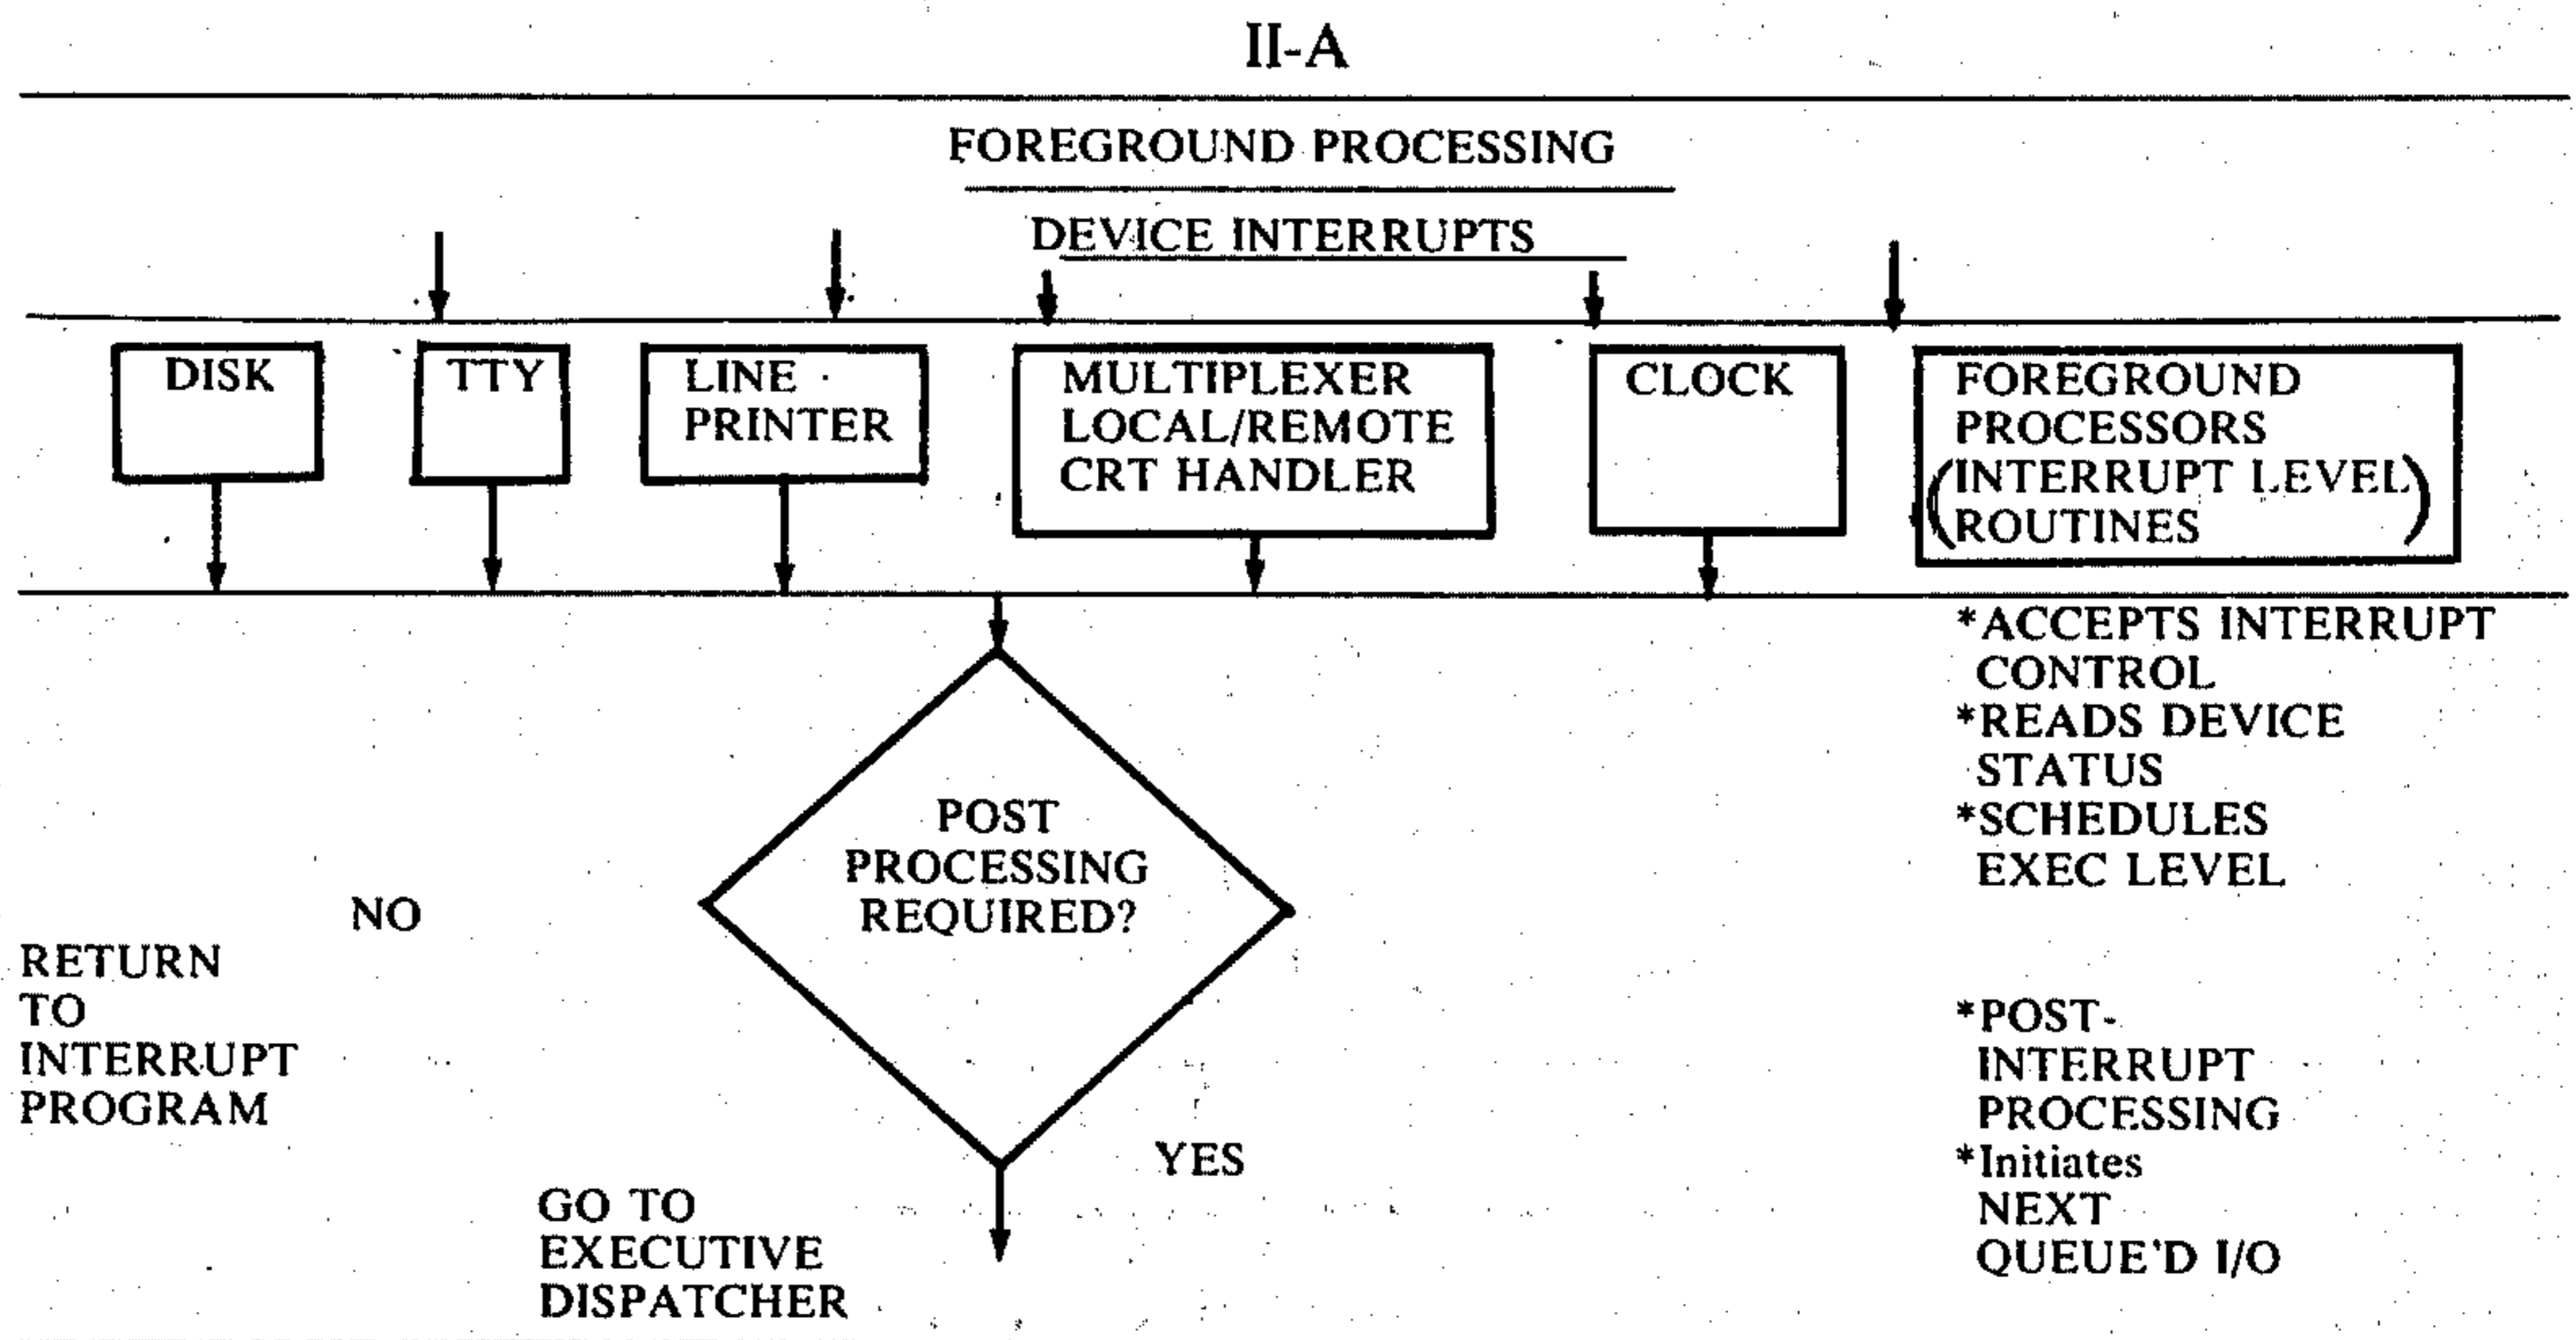 II-A
FOREGROUND PROCESSING
DEVICE INTERRUPTS
DISK
TTY
LINE
PRINTER
MULTIPLEXER
LOCAL/REMOTE
CRT HANDLER
CLOCK
FOREGROUND
PROCESSORS
(INTERRUPT LEVEL)
ROUTINES
*ACCEPTS INTERRUPT
CONTROL
*READS DEVICE
STATUS
*SCHEDULES
EXEC LEVEL
*POST-
INTERRUPT
PROCESSING
*Initiates
NEXT
QUEUE'D I/O
POST
PROCESSING
REQUIRED?
NO
RETURN
TO
INTERRUPT
PROGRAM
YES
GO TO
EXECUTIVE
DISPATCHER